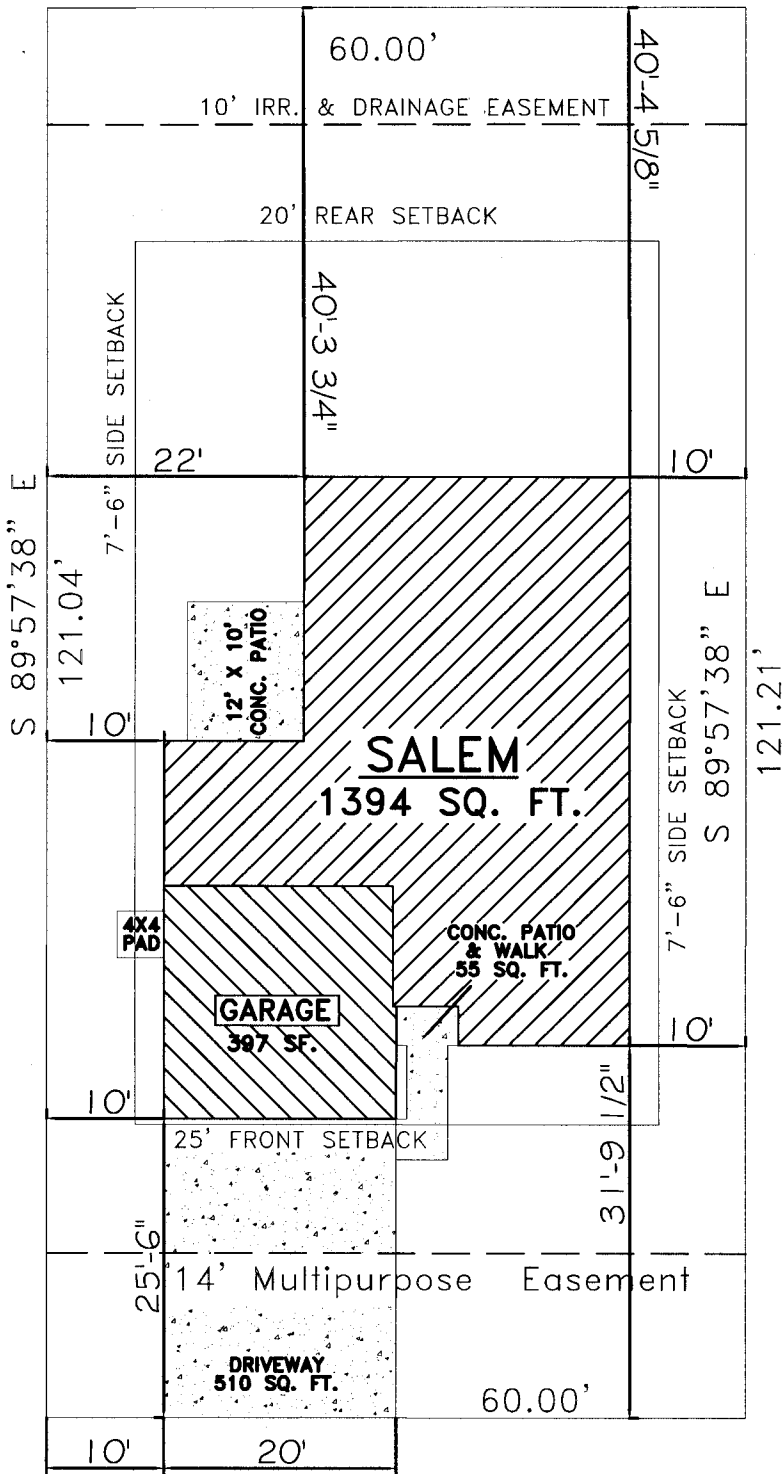 60.00'
40'-4 5/8"
10' IRR. & DRAINAGE EASEMENT
20' REAR SETBACK
7'-6" SIDE SETBACK
40'-3 3/4"
22'
10'
S 89°57'38" E
121.04'
12' X 10'
CONC. PATIO
10'
SALEM
1394 SQ. FT.
7'-6" SIDE SETBACK
S 89°57'38" E
121.21'
4X4
PAD
CONC. PATIO
& WALK
55 SQ. FT.
GARAGE
397 SF.
10'
10'
25' FRONT SETBACK
31'-9 1/2"
25'-6"
14' Multipurpose Easement
DRIVEWAY
510 SQ. FT.
60.00'
10'
20'